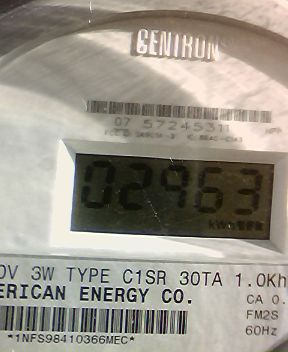 CENTRON
07 57245311
02963
0V 3W TYPE C1SR 30TA 1.0Kh
ERICAN ENERGY CO.
CA 0.
FM2S
60Hz
*1NFS98410366MEC*